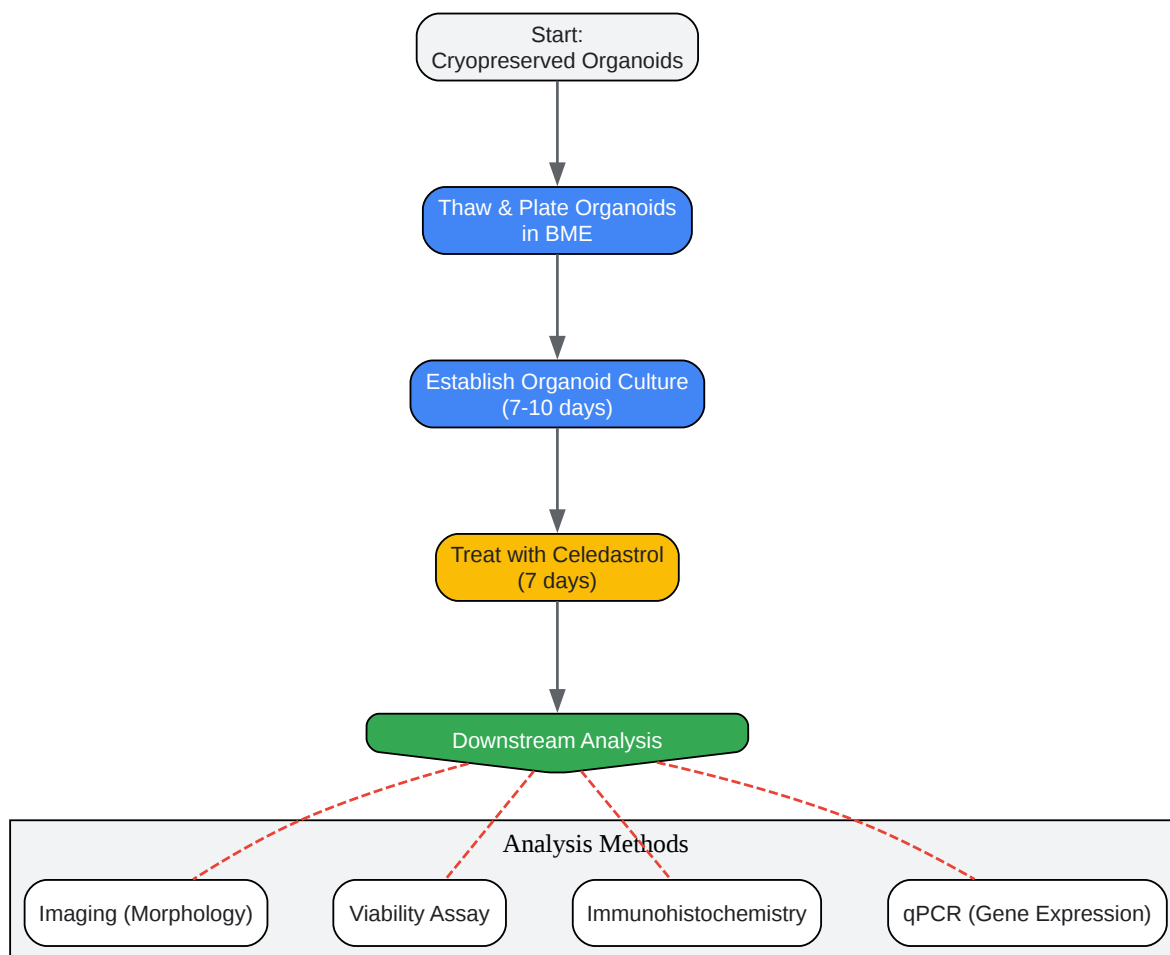 Start:
Cryopreserved Organoids
Thaw & Plate Organoids
in BME
Establish Organoid Culture
(7-10 days)
Treat with Celedastrol
(7 days)
Downstream Analysis
Analysis Methods
Imaging (Morphology)
Viability Assay
Immunohistochemistry
qPCR (Gene Expression)